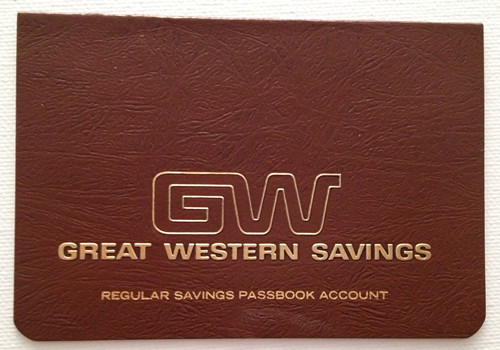 GW
GREAT WESTERN SAVINGS
REGULAR SAVINGS PASSBOOK ACCOUNT